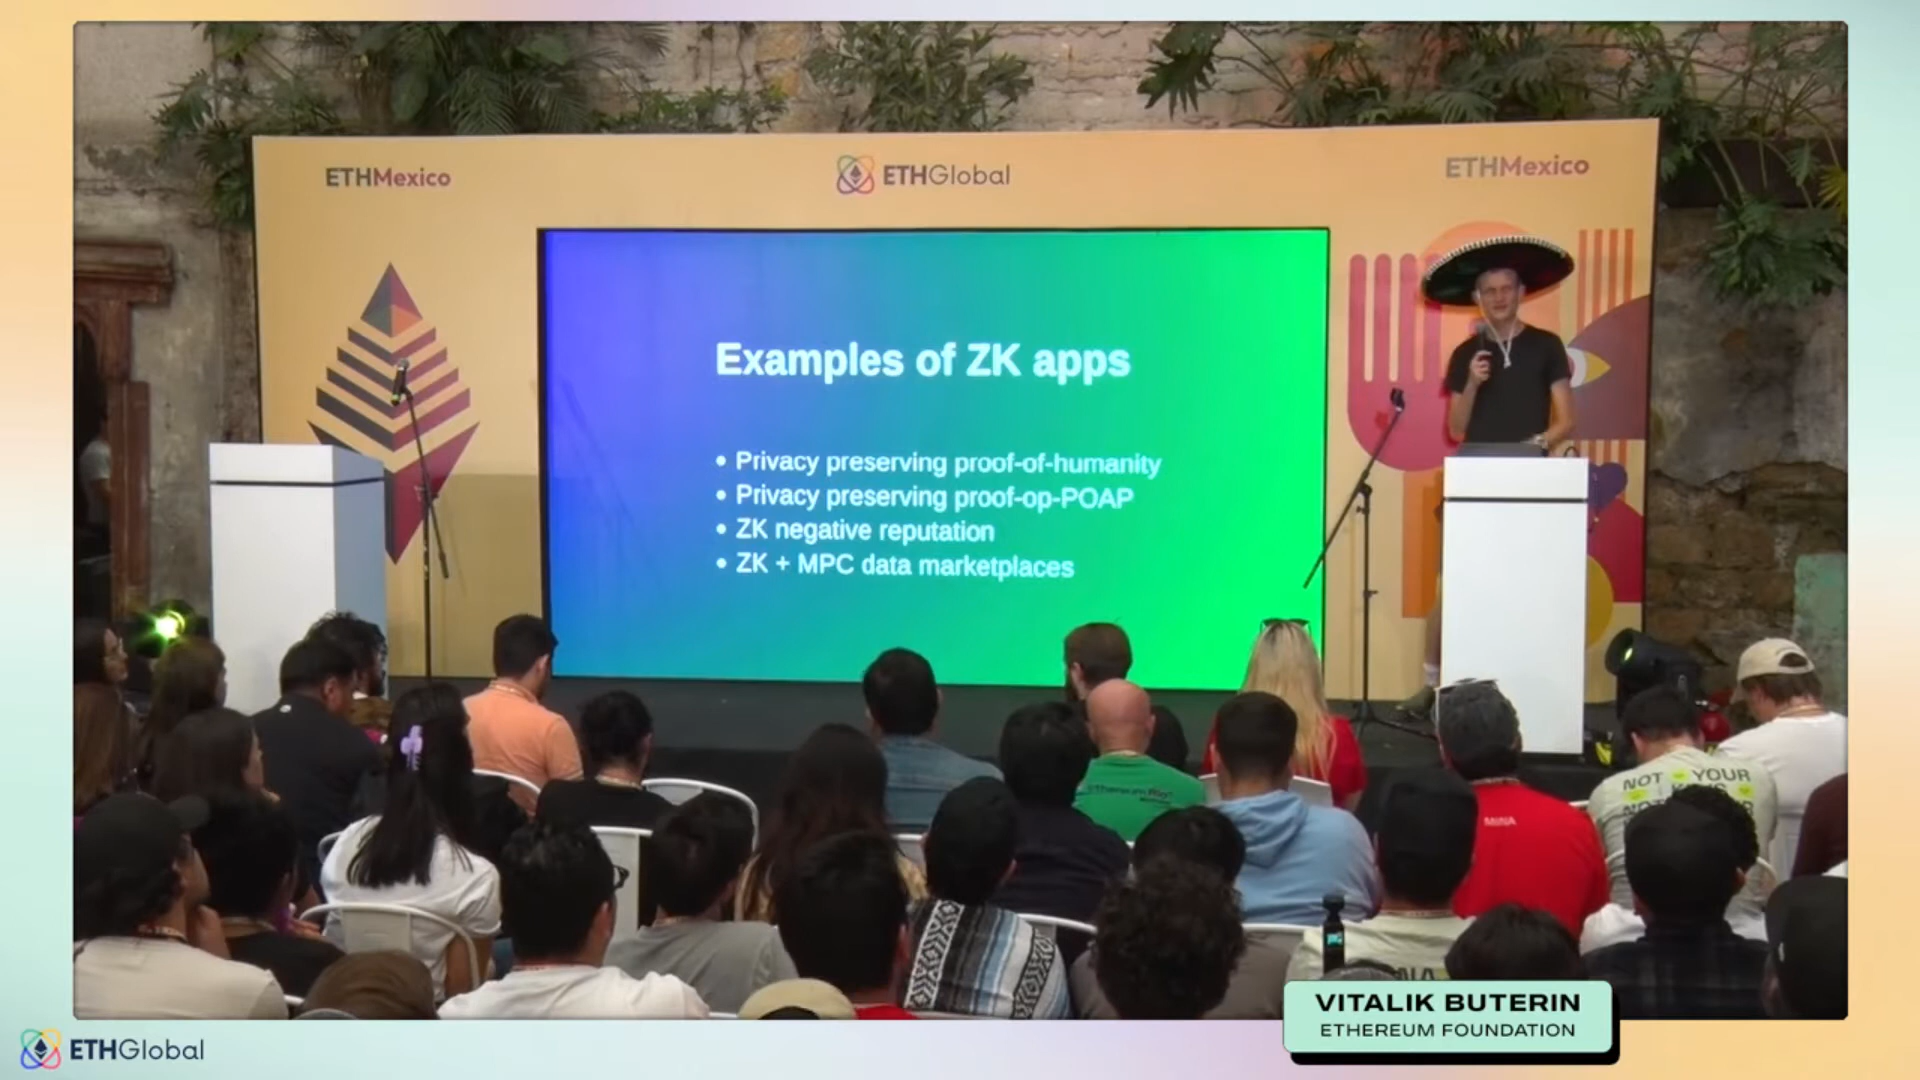 ETHMexico
ETHGlobal
ETHMexico
Examples of ZK apps
• Privacy preserving proof-of-humanity
• Privacy preserving proof-op-POAP
• ZK negative reputation
• ZK + MPC data marketplaces
NOT YOUR
MINA
VITALIK BUTERIN
ETHEREUM FOUNDATION
ETHGlobal